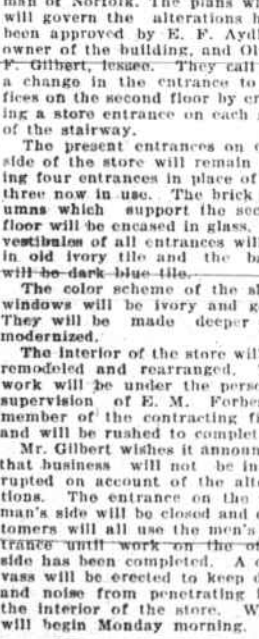 man of Norfolk. The plans w
will govern the alterations h
been approved by E. F. Aydl
owner of the building, and Ol
F. Gilbert, lessee. They call
a change in the entrance to
fices on the second floor by cr
ing a store entrance on each
of the stairway.
The present entrances on e
side of the store will remain
ing four entrances in place of
three now in use. The brick
umns which support the sec
floor will be encased in glass.
vestibules of all entrances will
in old ivory tile and the ba
will be dark blue tile.
The color scheme of the s
windows will be ivory and g
They will be made deeper
modernized.
The interior of the store wil
remodeled and rearranged.
work will be under the perso
supervision of E. M. Forbe
member of the contracting fi
and will be rushed to complet
Mr. Gilbert wishes it announ
that business will not be in
rupted on account of the alte
tions. The entrance on the
man's side will be closed and c
tomers will all use the men's
trance until work on the ot
side has been completed. A c
vass will be erected to keep d
and noise from penetrating i
the interior of the store. W
will begin Monday morning.